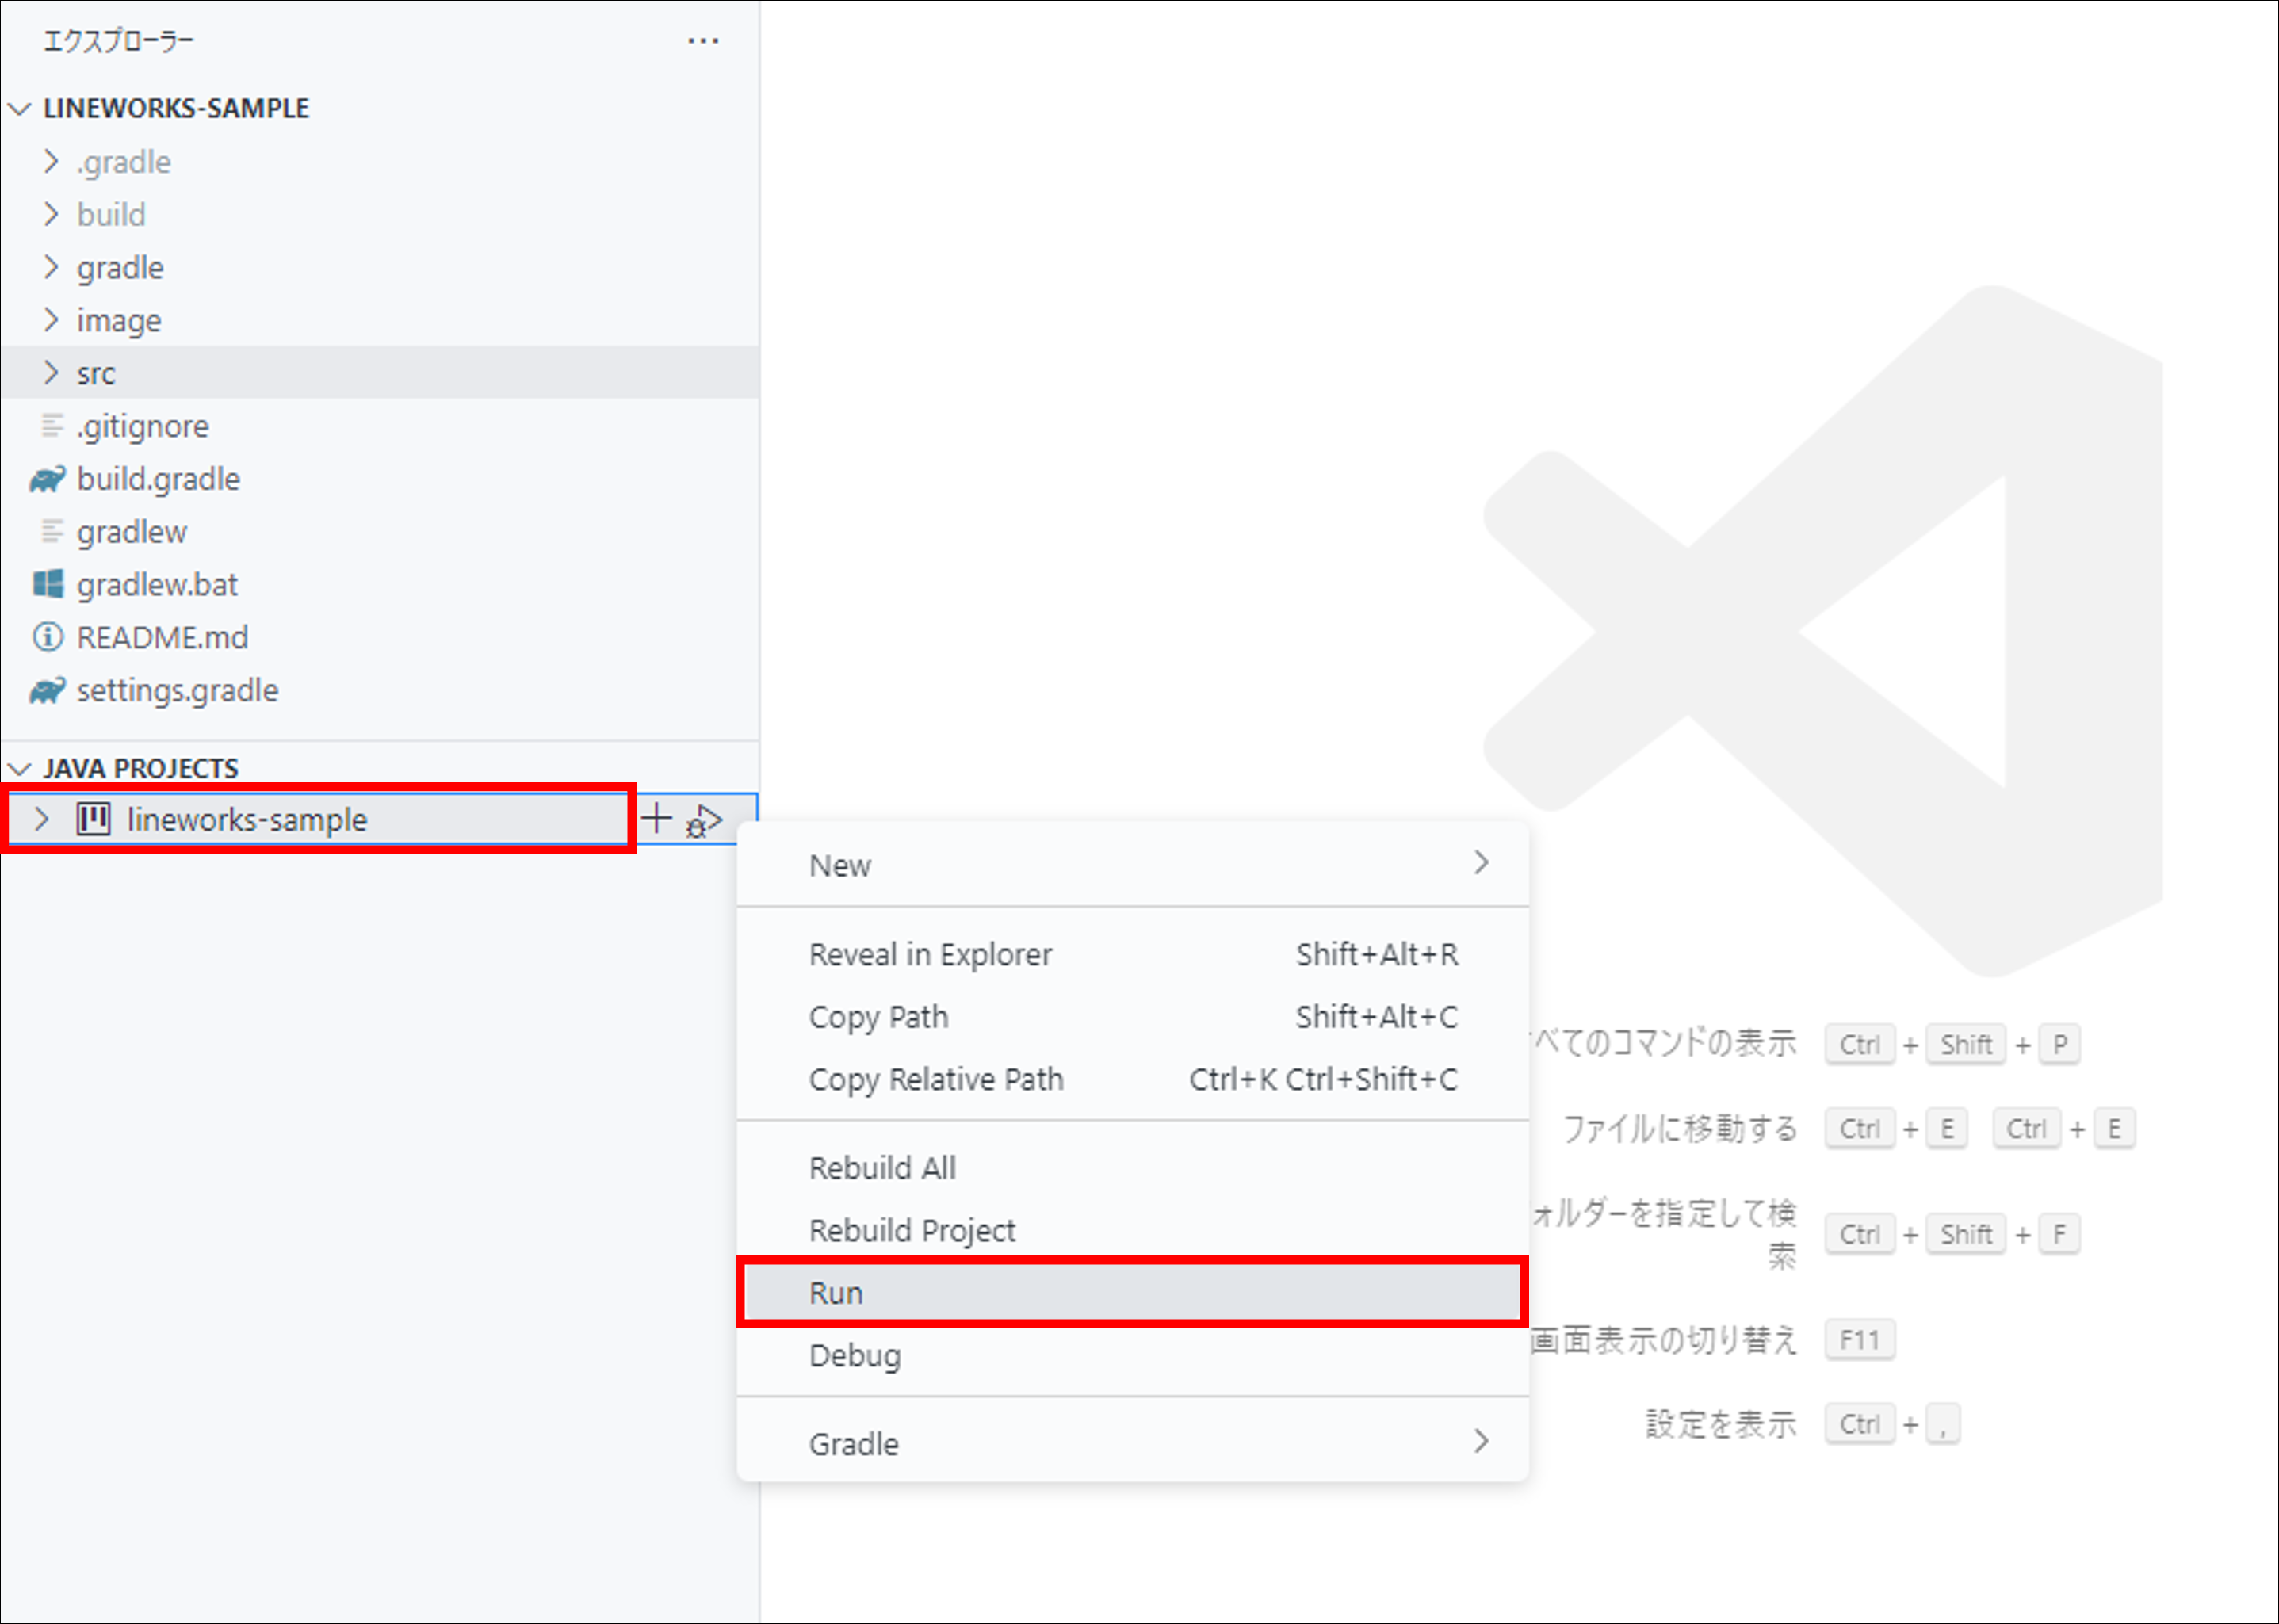 エクスプローラー
LINEWORKS-SAMPLE
.gradle
build
gradle
image
src
.gitignore
build.gradle
gradlew
gradlew.bat
README.md
settings.gradle
JAVA PROJECTS
lineworks-sample
New
Reveal in Explorer Shift+Alt+R
Copy Path Shift+Alt+C
Copy Relative Path Ctrl+K Ctrl+Shift+C
Rebuild All
Rebuild Project
Run
Debug
Gradle
べてのコマンドの表示 Ctrl + Shift + P
ファイルに移動する Ctrl + E Ctrl + E
ォルダーを指定して検
索 Ctrl + Shift + F
画面表示の切り替え F11
設定を表示 Ctrl + ,